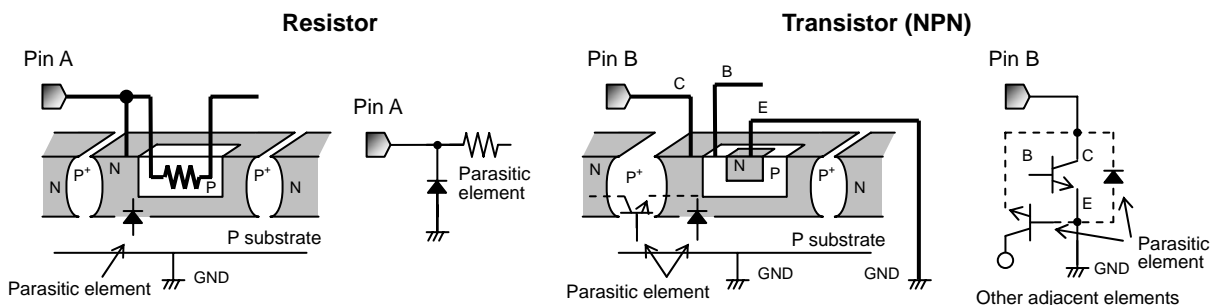 Resistor
Transistor (NPN)
Pin A
Pin B
Pin B
Pin A
C
B
E
N
P⁺
N
P
P⁺
N
Parasitic element
N
P⁺
N
P
P⁺
N
B
C
E
P substrate
P substrate
Parasitic element
GND
Parasitic element
GND
GND
GND
Parasitic element
Other adjacent elements